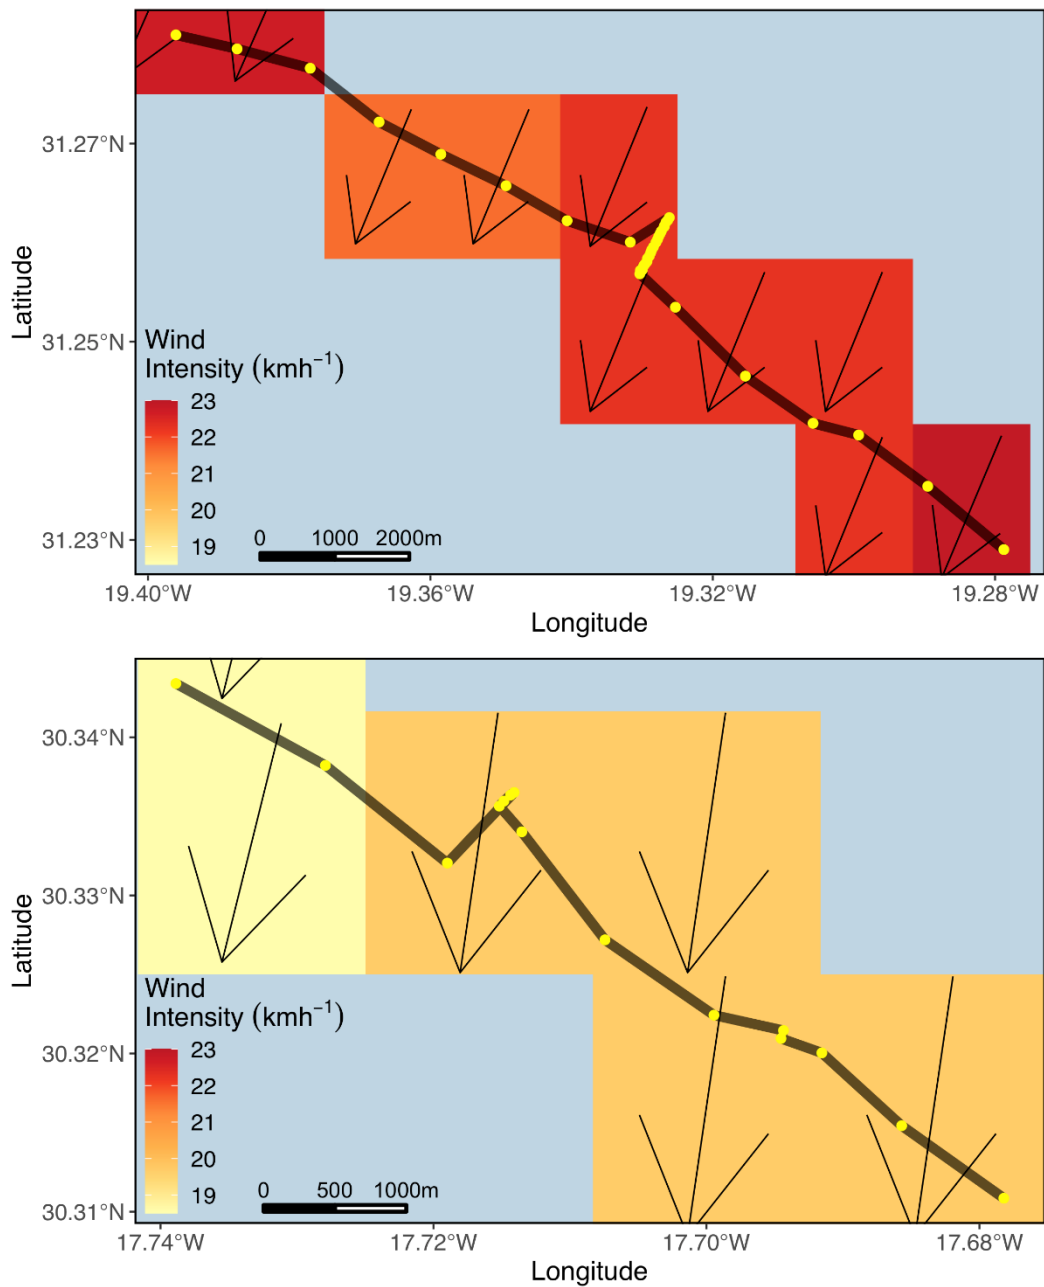 31.27°N
31.25°N
31.23°N
Latitude
Wind
Intensity (kmh⁻¹)
23
22
21
20
19
0 1000 2000m
19.40°W 19.36°W 19.32°W 19.28°W
Longitude
30.34°N
30.33°N
30.32°N
30.31°N
Latitude
Wind
Intensity (kmh⁻¹)
23
22
21
20
19
0 500 1000m
17.74°W 17.72°W 17.70°W 17.68°W
Longitude